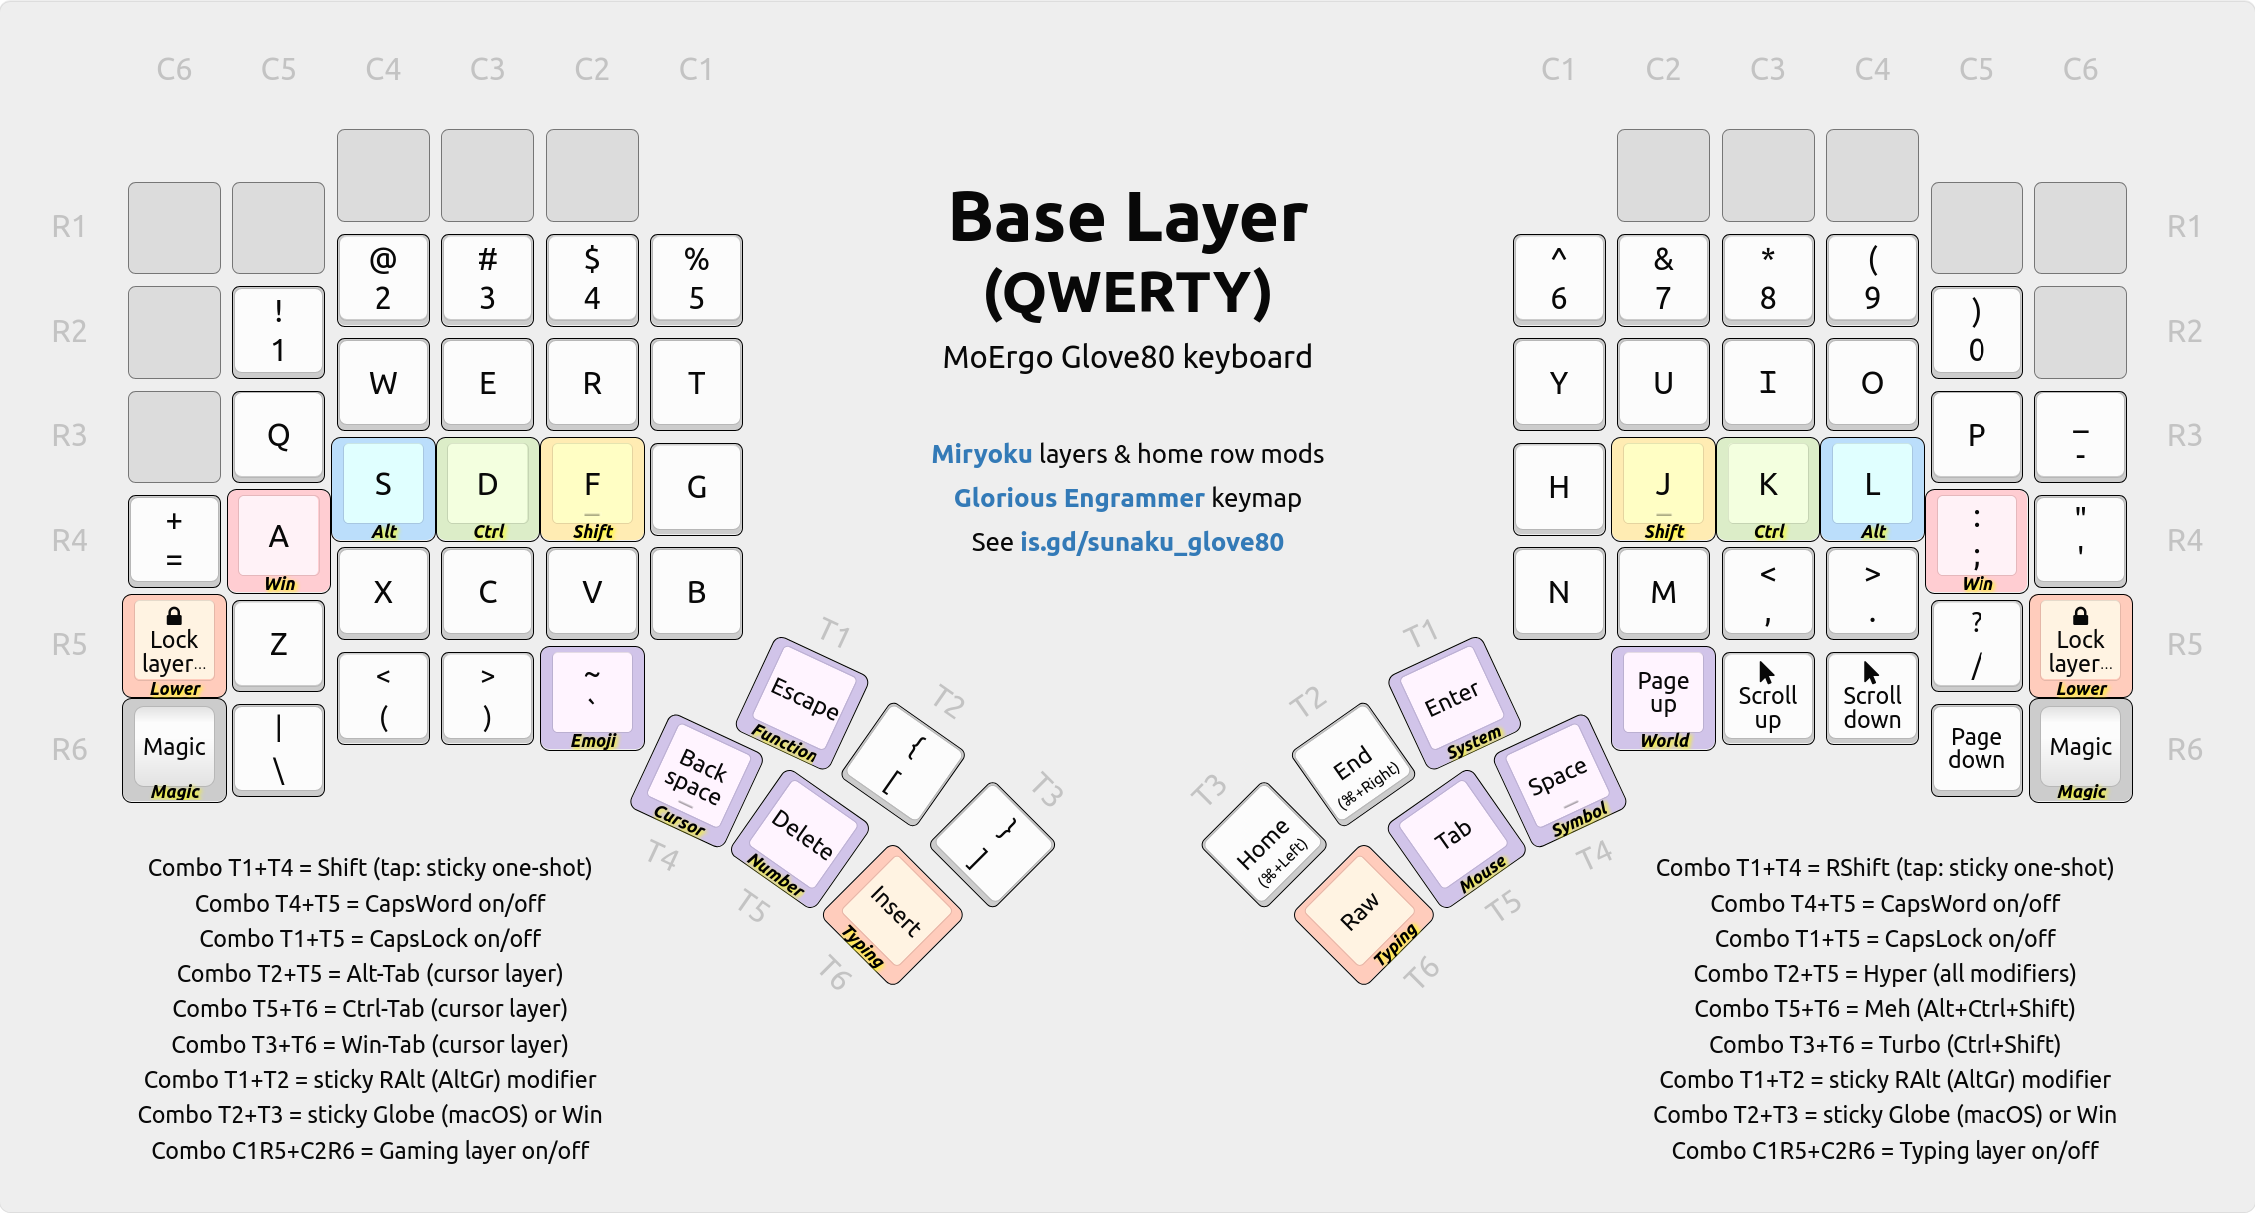 C6 C5 C4 C3 C2 C1
C1 C2 C3 C4 C5 C6
R1
R2
R3
R4
R5
R6
@
2
#
3
$
4
%
5
!
1
W
E
R
T
Q
S
Alt
D
Ctrl
F
_
Shift
G
+
=
A
Win
X
C
V
B
Lock
layer...
Lower
Z
<
(
>
)
~
`
Emoji
Magic
Magic
|
\
T1
Escape
Function
T2
{
[
T3
}
]
Back
space
_
Cursor
T4
Delete
Number
T5
Insert
Typing
T6
Base Layer
(QWERTY)
MoErgo Glove80 keyboard
Miryoku layers & home row mods
Glorious Engrammer keymap
See is.gd/sunaku_glove80
^
6
&
7
*
8
(
9
)
0
Y
U
I
O
P
_
-
H
J
_
Shift
K
Ctrl
L
Alt
:
;
Win
"
'
N
M
<
,
>
.
?
/
Lock
layer...
Lower
Page
up
World
Scroll
up
Scroll
down
Page
down
Magic
Magic
T1
Enter
System
T2
End
(⌘+Right)
T3
Home
(⌘+Left)
Space
_
Symbol
T4
Tab
Mouse
T5
Raw
Typing
T6
R1
R2
R3
R4
R5
R6
Combo T1+T4 = Shift (tap: sticky one-shot)
Combo T4+T5 = CapsWord on/off
Combo T1+T5 = CapsLock on/off
Combo T2+T5 = Alt-Tab (cursor layer)
Combo T5+T6 = Ctrl-Tab (cursor layer)
Combo T3+T6 = Win-Tab (cursor layer)
Combo T1+T2 = sticky RAlt (AltGr) modifier
Combo T2+T3 = sticky Globe (macOS) or Win
Combo C1R5+C2R6 = Gaming layer on/off
Combo T1+T4 = RShift (tap: sticky one-shot)
Combo T4+T5 = CapsWord on/off
Combo T1+T5 = CapsLock on/off
Combo T2+T5 = Hyper (all modifiers)
Combo T5+T6 = Meh (Alt+Ctrl+Shift)
Combo T3+T6 = Turbo (Ctrl+Shift)
Combo T1+T2 = sticky RAlt (AltGr) modifier
Combo T2+T3 = sticky Globe (macOS) or Win
Combo C1R5+C2R6 = Typing layer on/off